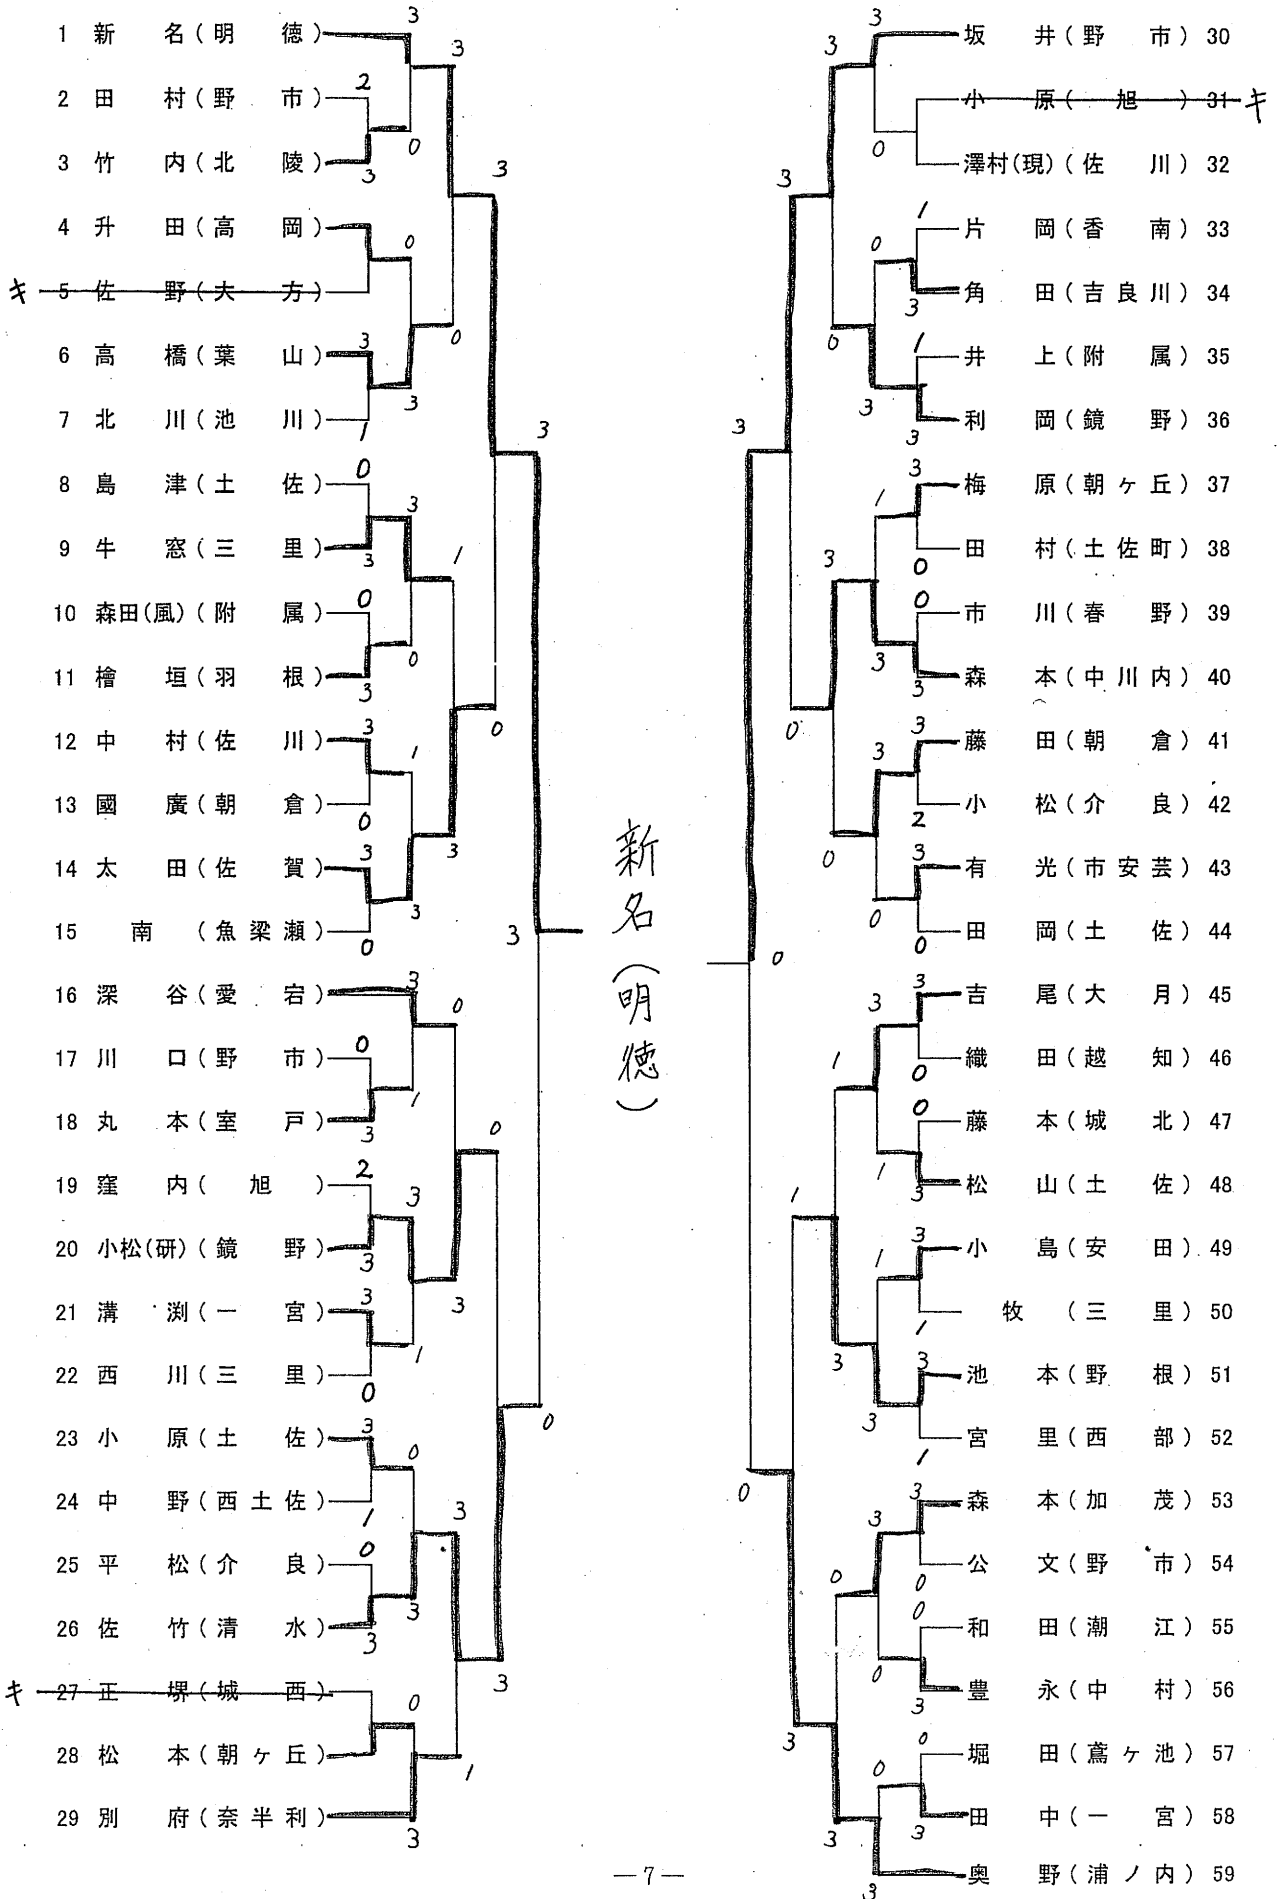 1 新 名 (明 徳)
2 田 村 (野 市)
3 竹 内 (北 陵)
4 升 田 (高 岡)
キ 5 佐 野 (大 方)
6 高 橋 (葉 山)
7 北 川 (池 川)
8 島 津 (土 佐)
9 牛 窓 (三 里)
10 森田(風) (附 属)
11 檜 垣 (羽 根)
12 中 村 (佐 川)
13 國 廣 (朝 倉)
14 太 田 (佐 賀)
15 南 (魚 梁 瀬)
16 深 谷 (愛 宕)
17 川 口 (野 市)
18 丸 本 (室 戸)
19 窪 内 ( 旭 )
20 小松(研) (鏡 野)
21 溝 渕 (一 宮)
22 西 川 (三 里)
23 小 原 (土 佐)
24 中 野 (西土佐)
25 平 松 (介 良)
26 佐 竹 (清 水)
キ 27 正 堺 (城 西)
28 松 本 (朝ヶ丘)
29 別 府 (奈半利)
新名(明徳)
坂 井 (野 市) 30
小 原 ( 旭 ) 31 キ
澤村(現) (佐 川) 32
片 岡 (香 南) 33
角 田 (吉良川) 34
井 上 (附 属) 35
利 岡 (鏡 野) 36
梅 原 (朝ヶ丘) 37
田 村 (土佐町) 38
市 川 (春 野) 39
森 本 (中川内) 40
藤 田 (朝 倉) 41
小 松 (介 良) 42
有 光 (市安芸) 43
田 岡 (土 佐) 44
吉 尾 (大 月) 45
織 田 (越 知) 46
藤 本 (城 北) 47
松 山 (土 佐) 48
小 島 (安 田) 49
牧 (三 里) 50
池 本 (野 根) 51
宮 里 (西 部) 52
森 本 (加 茂) 53
公 文 (野 市) 54
和 田 (潮 江) 55
豊 永 (中 村) 56
堀 田 (鳶ヶ池) 57
田 中 (一 宮) 58
奥 野 (浦ノ内) 59
—7—